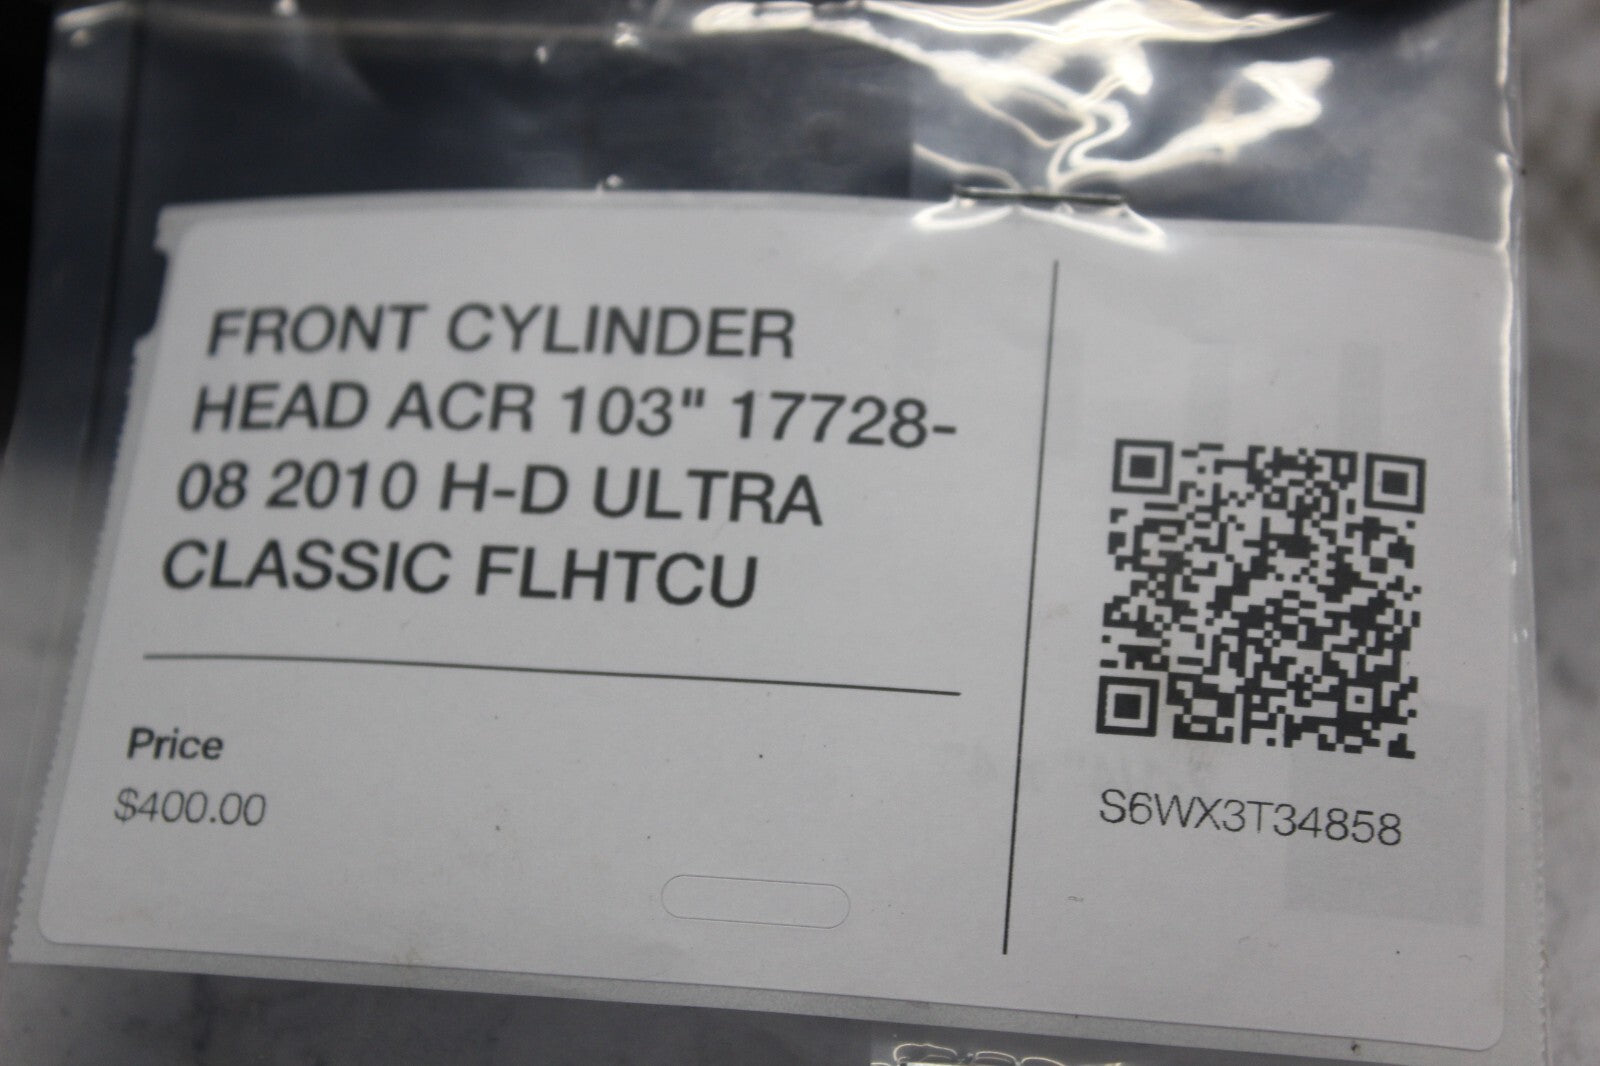 FRONT CYLINDER
HEAD ACR 103" 17728-
08 2010 H-D ULTRA
CLASSIC FLHTCU
Price
$400.00
S6WX3T34858